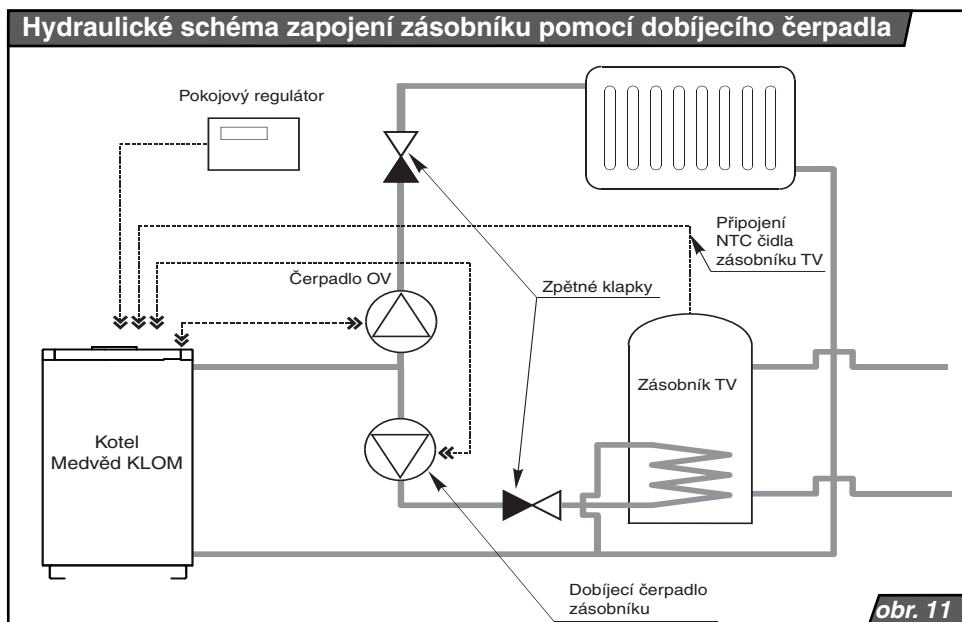 Hydraulické schéma zapojení zásobníku pomocí dobíjecího čerpadla
Pokojový regulátor
Připojení
NTC čidla
zásobníku TV
Čerpadlo OV
Zpětné klapky
Zásobník TV
Kotel
Medvěd KLOM
Dobíjecí čerpadlo
zásobníku
obr. 11